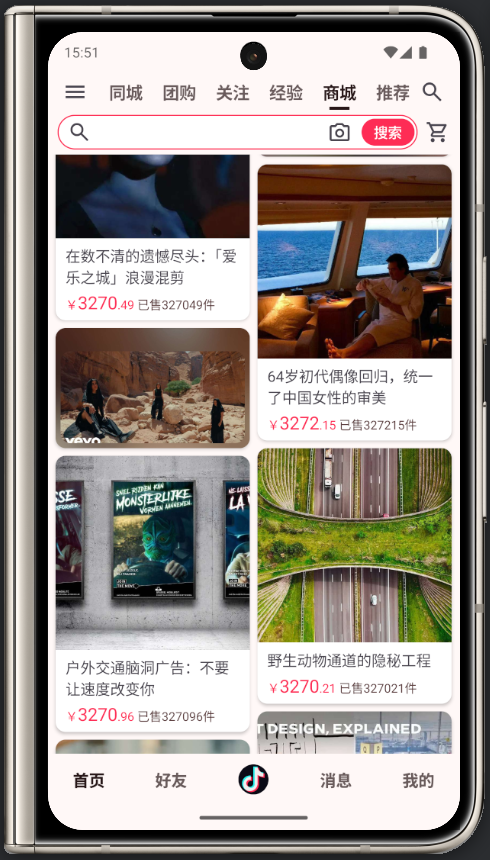 15:51
同城 团购 关注 经验 商城 推荐
搜索
在数不清的遗憾尽头：「爱
乐之城」浪漫混剪
¥3270.49 已售327049件
64岁初代偶像回归，统一
了中国女性的审美
¥3272.15 已售327215件
vevo
SNEL RIJDEN KAN
MONSTERLIJKE
VORMEN AANNEMEN.
户外交通脑洞广告：不要
让速度改变你
¥3270.96 已售327096件
野生动物通道的隐秘工程
¥3270.21 已售327021件
T DESIGN, EXPLAINED
首页 好友 消息 我的